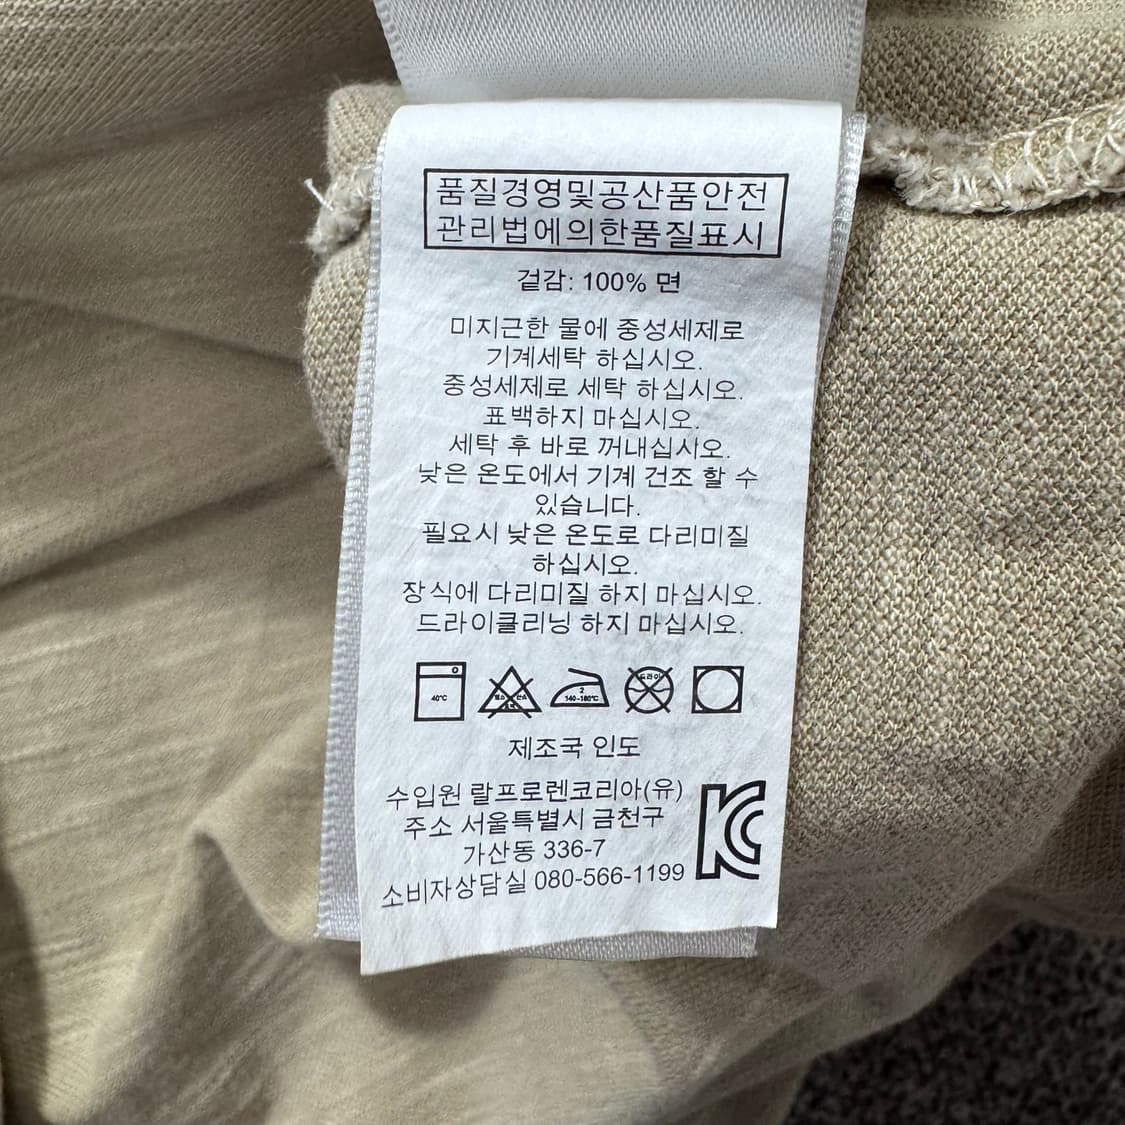 품질경영및공산품안전
관리법에의한품질표시
겉감: 100% 면
미지근한 물에 중성세제로
기계세탁 하십시오.
중성세제로 세탁 하십시오.
표백하지 마십시오.
세탁 후 바로 꺼내십시오.
낮은 온도에서 기계 건조 할 수
있습니다.
필요시 낮은 온도로 다리미질
하십시오.
장식에 다리미질 하지 마십시오.
드라이클리닝 하지 마십시오.
40℃
2
140~160℃
드라이
제조국 인도
수입원 랄프로렌코리아(유)
주소 서울특별시 금천구
가산동 336-7
소비자상담실 080-566-1199